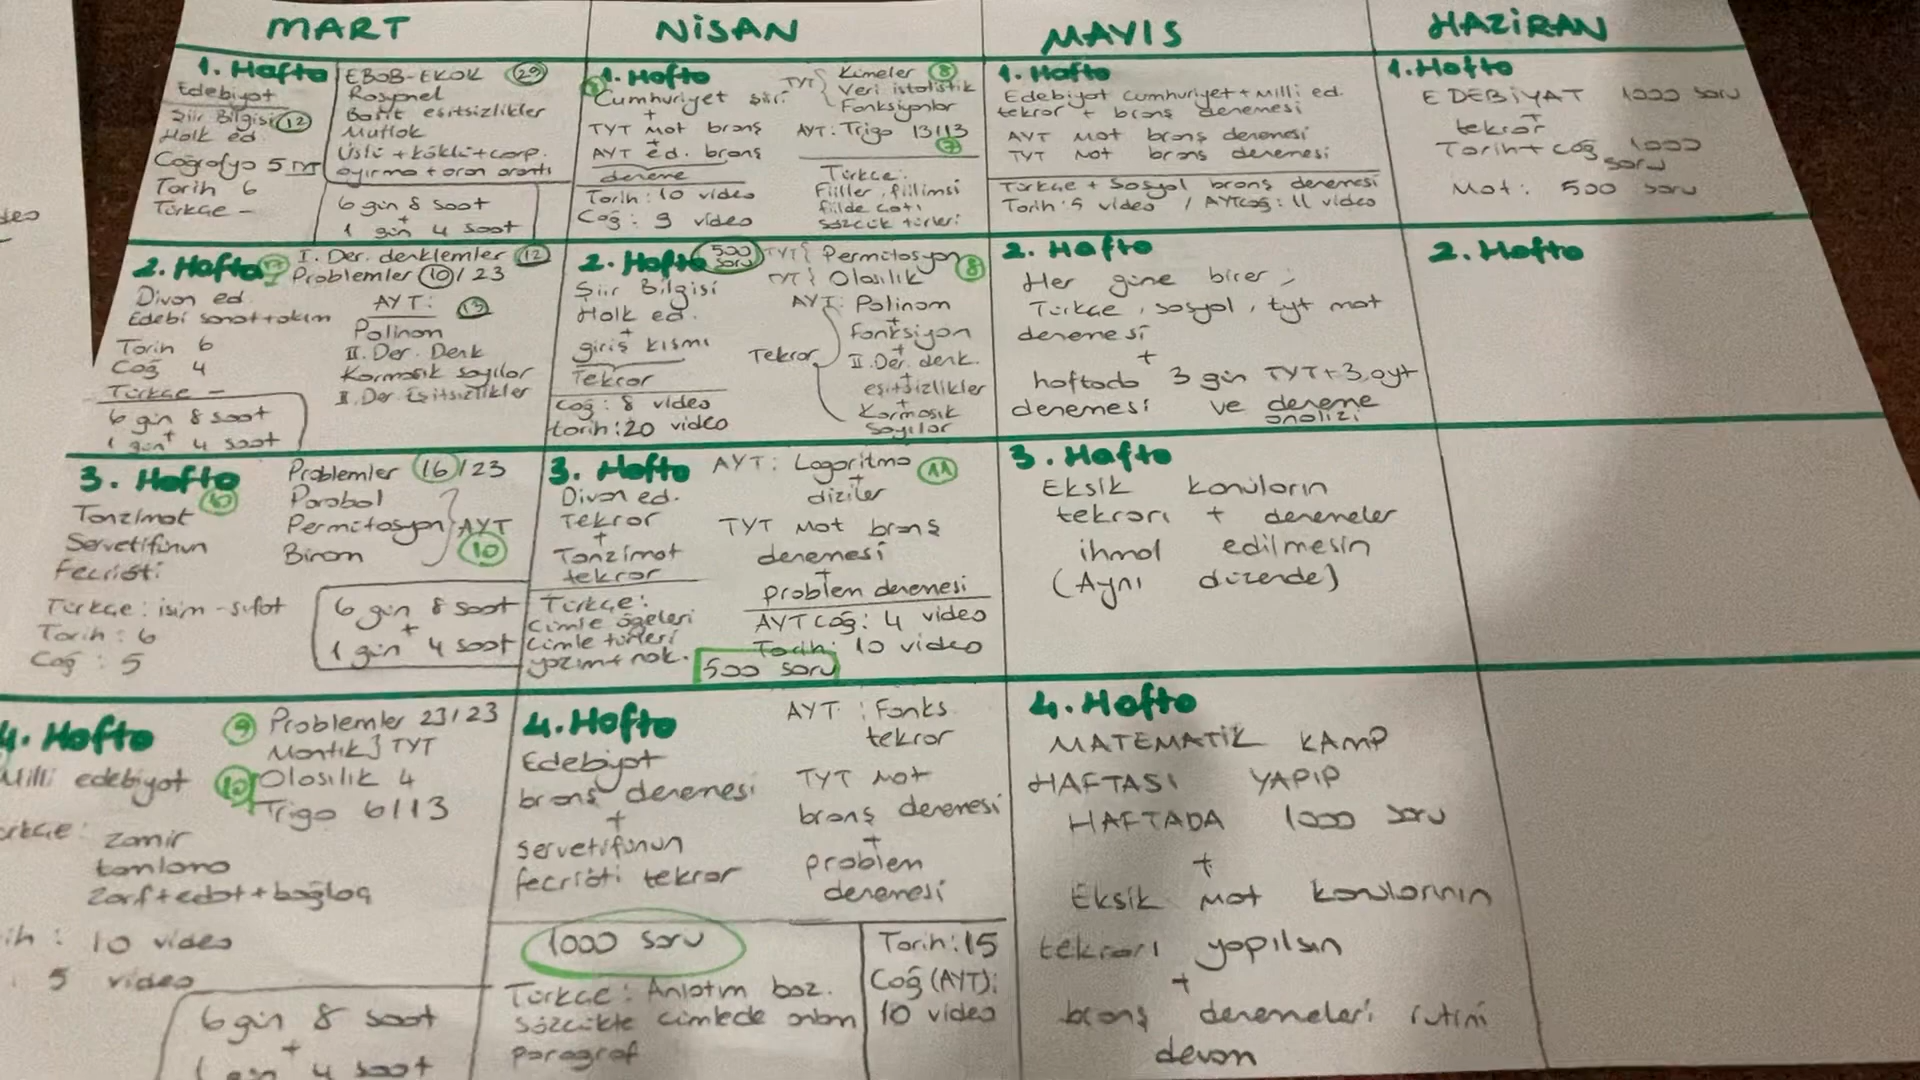 MART
NİSAN
MAYIS
HAZİRAN
1. Hafta
Edebiyat
Şiir Bilgisi 12
Halk ed.
Coğrafya 5 TYT
Tarih 6
Türkçe -
EBOB-EKOK 29
Rasyonel
Basit eşitsizlikler
Mutlak
Üslü + köklü + çarp.
ayırma + oran orantı
6 gün 8 saat
+
1 gün 4 saat
1. Hafta
Cumhuriyet şiir
+
TYT Mat branş
+
AYT ed. branş
deneme
Tarih: 10 video
Coğ: 9 video
TYT { Kümeler 8
Veri istatistik
Fonksiyonlar
AYT: Trigo 13/13
7
Türkçe:
Fiiller, fiilimsi
fiilde çatı
sözcük türleri
1. Hafta
Edebiyat Cumhuriyet + Milli ed.
tekrar + branş denemesi
AYT Mat branş denemesi
TYT Mat branş denemesi
Türkçe + Sosyal branş denemesi
Tarih: 5 video / AYT coğ: 11 video
1. Hafta
EDEBİYAT 1000 soru
+
tekrar
Tarih + coğ 1000
soru
Mat: 500 soru
2. Hafta
Divan ed.
Edebi sanat + akım
Tarih 6
Coğ 4
Türkçe -
6 gün 8 saat
+
1 gün 4 saat
I. Der. denklemler 12
Problemler 10/23
AYT: 13
Polinom
II. Der. Denk
Karmaşık sayılar
II. Der. Eşitsizlikler
2. Hafta 500 soru
Şiir Bilgisi
Halk ed.
+
giriş kısmı
Tekrar
Coğ: 8 video
tarih: 20 video
TYT { Permütasyon 8
TYT } Olasılık
AYT: Polinom
+
Fonksiyon
+
II. Der. denk.
+
eşitsizlikler
+
Karmaşık
Sayılar
Tekrar
2. Hafta
Her güne birer ;
Türkçe, sosyal, tyt mat
denemesi
+
haftada 3 gün TYT + 3 ayt
denemesi ve deneme
analizi
2. Hafta
3. Hafta
Tanzimat
Servetifünun
Fecriati
Türkçe: isim - sıfat
Tarih: 6
Coğ: 5
Problemler 16/23
Parabol
Permütasyon } AYT
Binom 10
6 gün 8 saat
+
1 gün 4 saat
3. Hafta
Divan ed.
Tekrar
+
Tanzimat
tekrar
Türkçe:
Cümle ögeleri
Cümle türleri
yazım + nok.
AYT: Logaritma 11
+
diziler
TYT Mat branş
denemesi
+
problem denemesi
AYT Coğ: 4 video
Tarih: 10 video
500 soru
3. Hafta
Eksik konuların
tekrarı + denemeler
ihmal edilmesin
(Aynı düzende)
4. Hafta
Milli edebiyat
zamir
tamlama
Zarf + edat + bağlaç
10 video
5 video
9 Problemler 23/23
Mantık } TYT
10 Olasılık 4
Trigo 6/13
6 gün 8 saat
+
1 gün 4 saat
4. Hafta
Edebiyat
branş denemesi
+
servetifünun
fecriati tekrar
AYT : Fonks
tekrar
TYT Mat
branş denemesi
+
problem
denemesi
1000 soru
Türkçe: Anlatım boz.
sözcükte cümlede anlam
paragraf
Tarih: 15
Coğ (AYT):
10 video
4. Hafta
MATEMATİK KAMP
HAFTASI YAPIP
HAFTADA 1000 soru
+
Eksik Mat konularının
tekrarı yapılsın
+
branş denemeleri rutini
devam